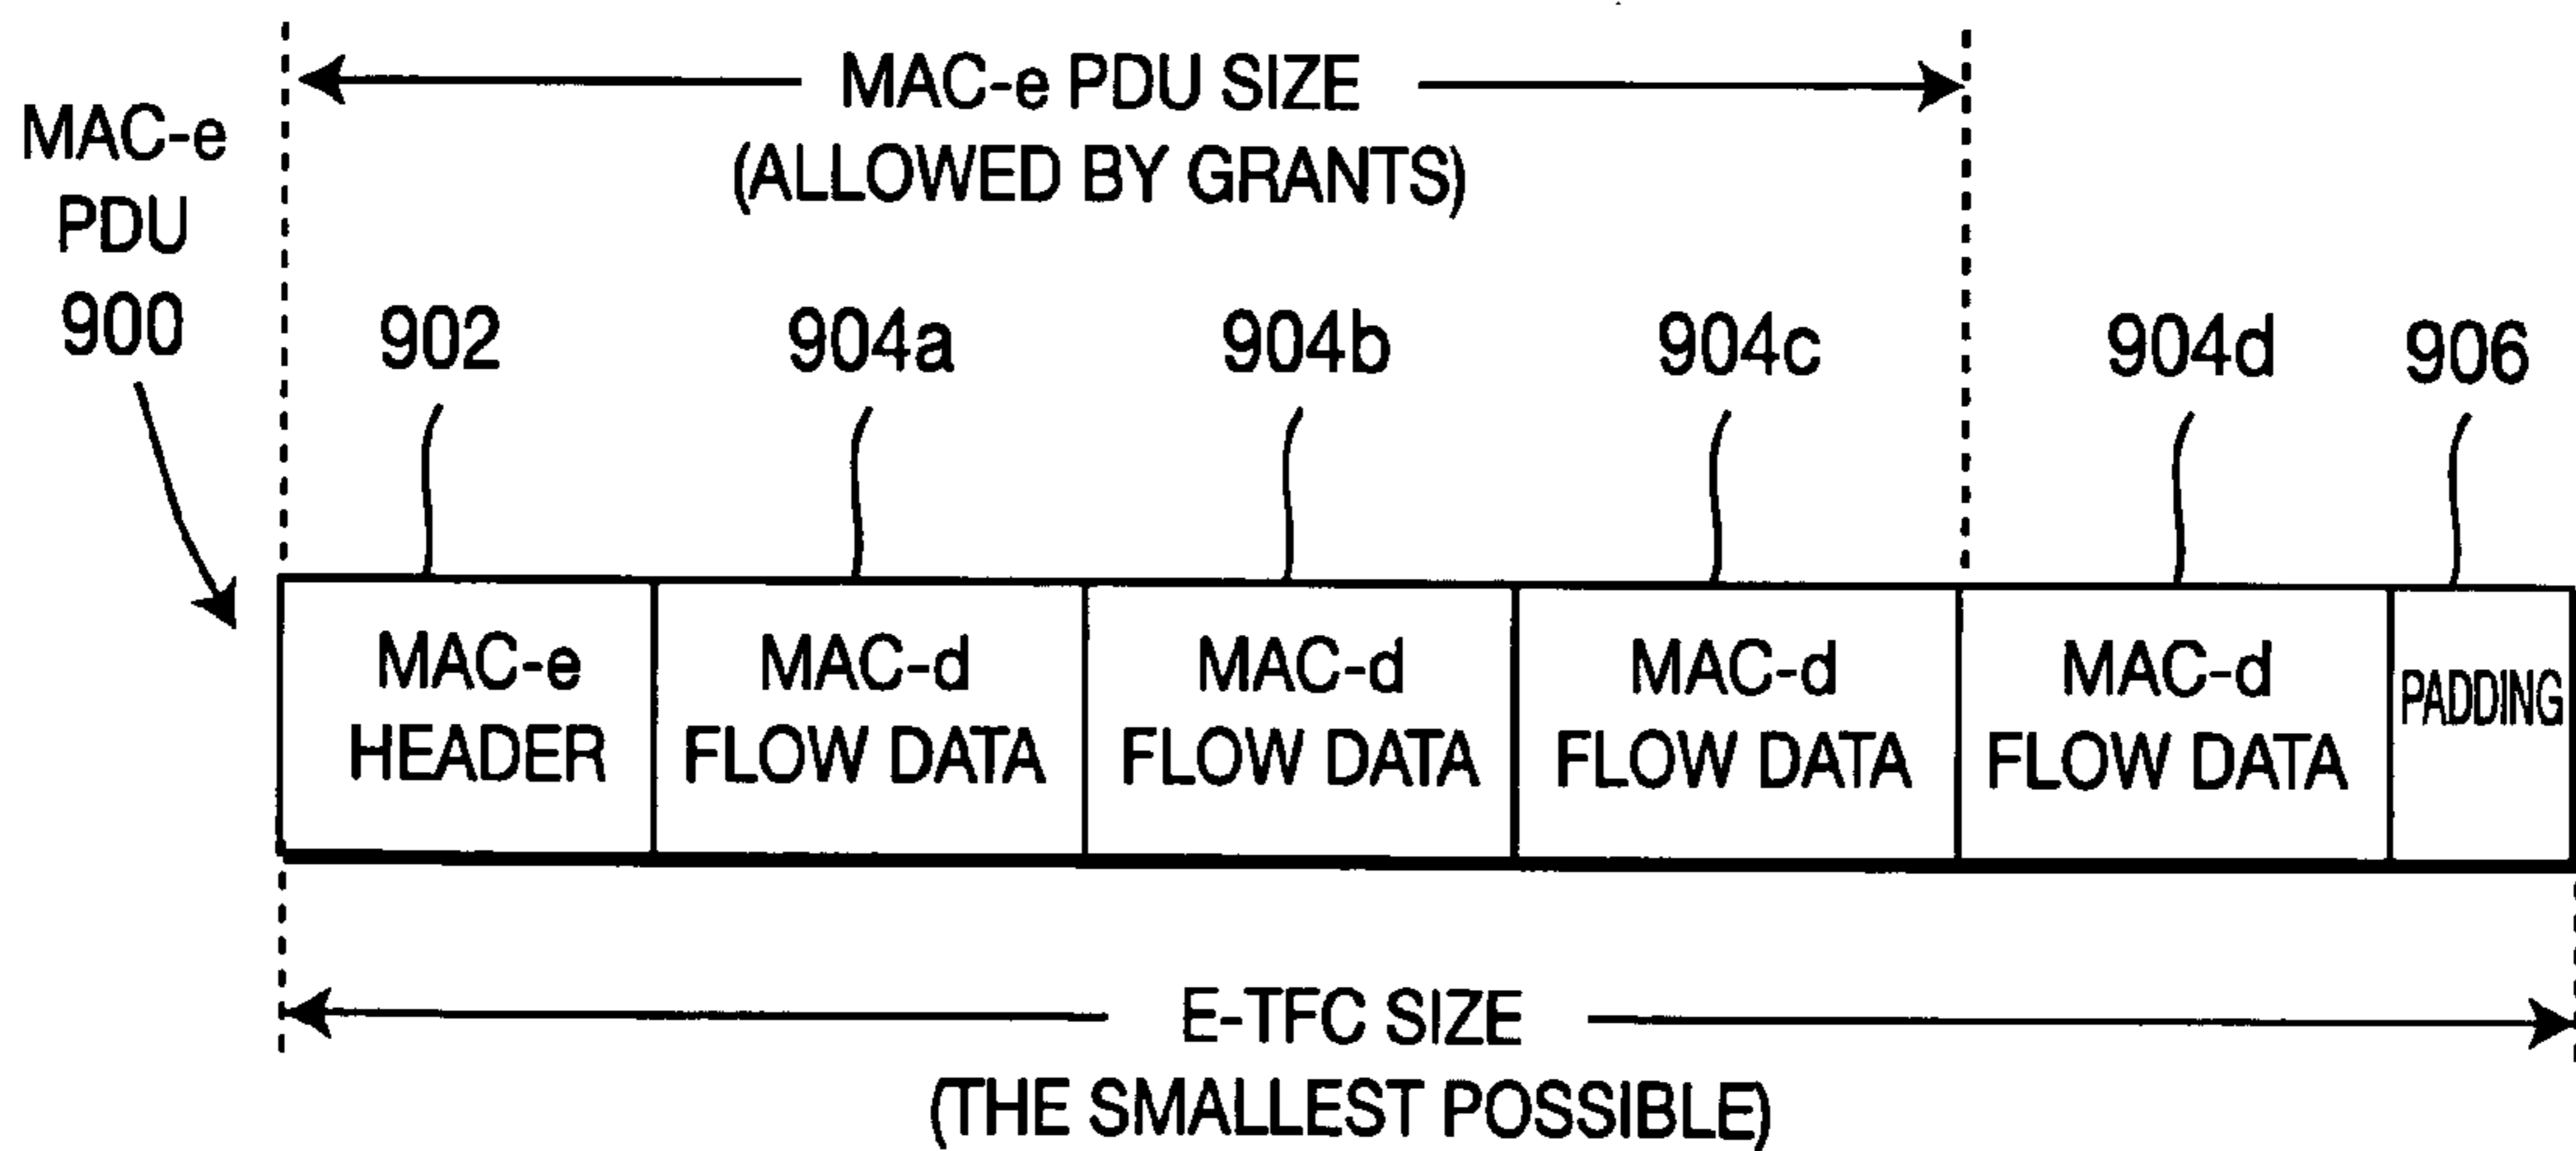 MAC-e PDU SIZE
(ALLOWED BY GRANTS)
MAC-e
PDU
900
902
904a
904b
904c
904d
906
MAC-e
HEADER
MAC-d
FLOW DATA
MAC-d
FLOW DATA
MAC-d
FLOW DATA
MAC-d
FLOW DATA
PADDING
E-TFC SIZE
(THE SMALLEST POSSIBLE)